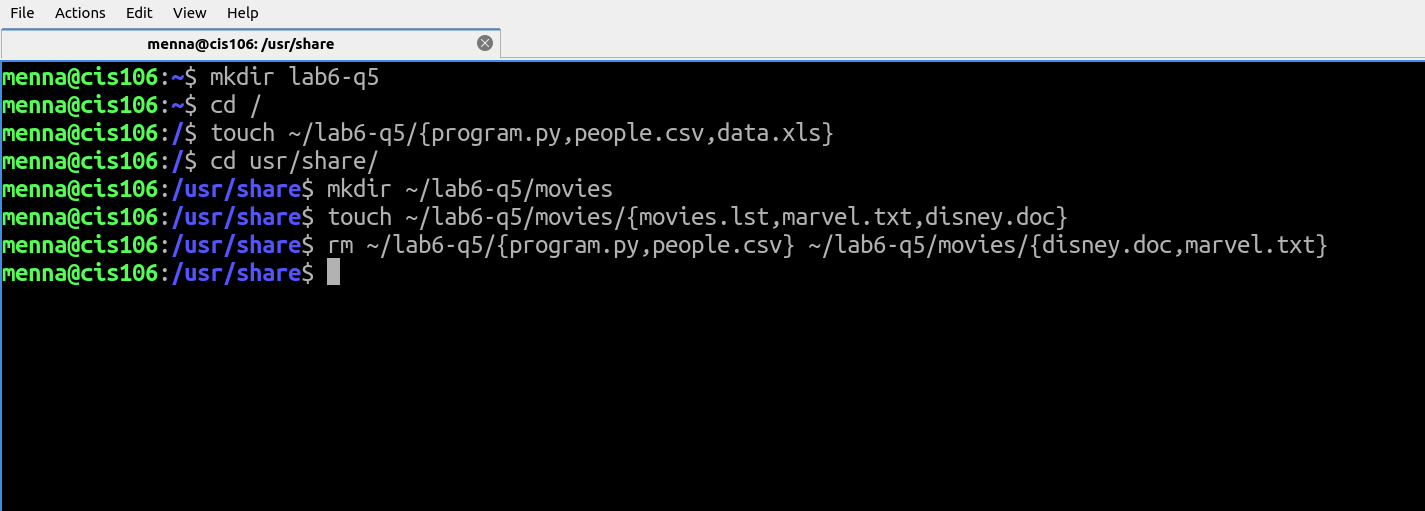 File Actions Edit View Help
menna@cis106: /usr/share
menna@cis106:~$ mkdir lab6-q5
menna@cis106:~$ cd /
menna@cis106:/$ touch ~/lab6-q5/{program.py,people.csv,data.xls}
menna@cis106:/$ cd usr/share/
menna@cis106:/usr/share$ mkdir ~/lab6-q5/movies
menna@cis106:/usr/share$ touch ~/lab6-q5/movies/{movies.lst,marvel.txt,disney.doc}
menna@cis106:/usr/share$ rm ~/lab6-q5/{program.py,people.csv} ~/lab6-q5/movies/{disney.doc,marvel.txt}
menna@cis106:/usr/share$